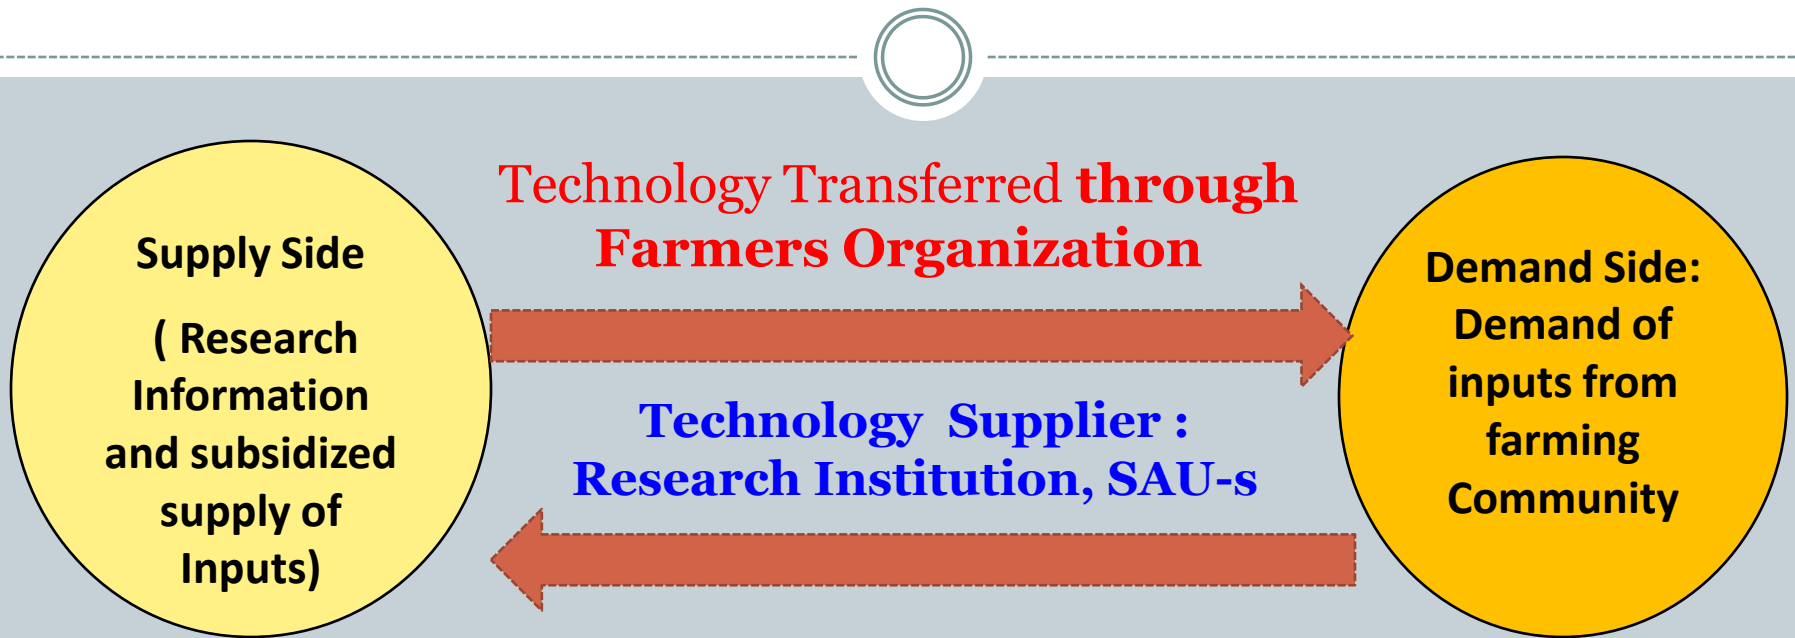 Supply Side
( Research
Information
and subsidized
supply of
Inputs)
Technology Transferred through
Farmers Organization
Technology Supplier :
Research Institution, SAU-s
Demand Side:
Demand of
inputs from
farming
Community